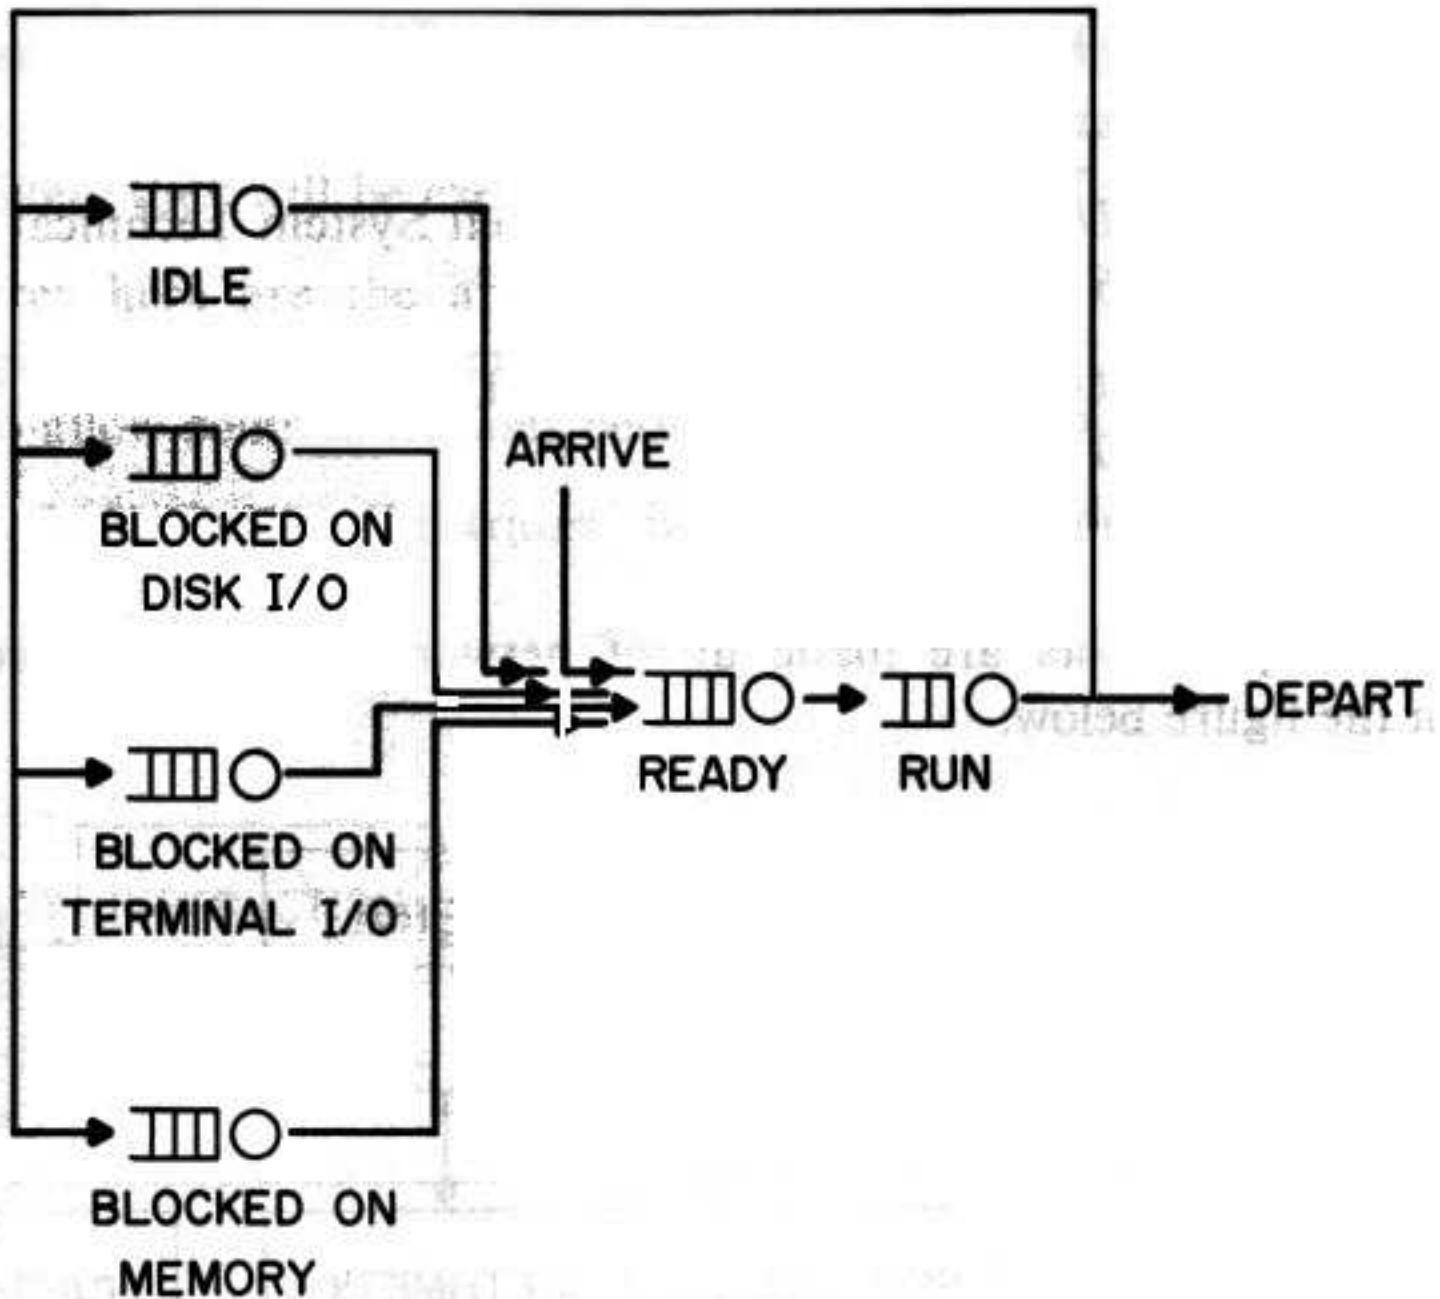 IDLE
BLOCKED ON
DISK I/O
ARRIVE
READY
RUN
DEPART
BLOCKED ON
TERMINAL I/O
BLOCKED ON
MEMORY